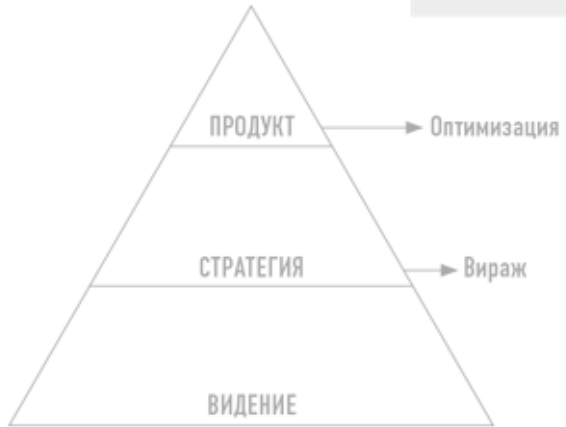 ПРОДУКТ
Оптимизация
СТРАТЕГИЯ
Вираж
ВИДЕНИЕ